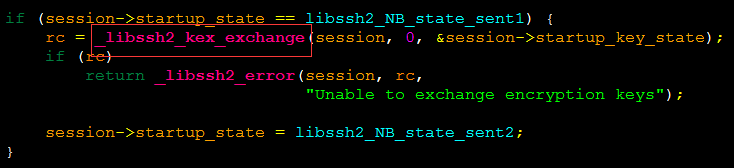 if (session->startup_state == libssh2_NB_state_sent1) {
    rc = _libssh2_kex_exchange(session, 0, &session->startup_key_state);
    if (rc)
        return _libssh2_error(session, rc,
                              "Unable to exchange encryption keys");
    session->startup_state = libssh2_NB_state_sent2;
}